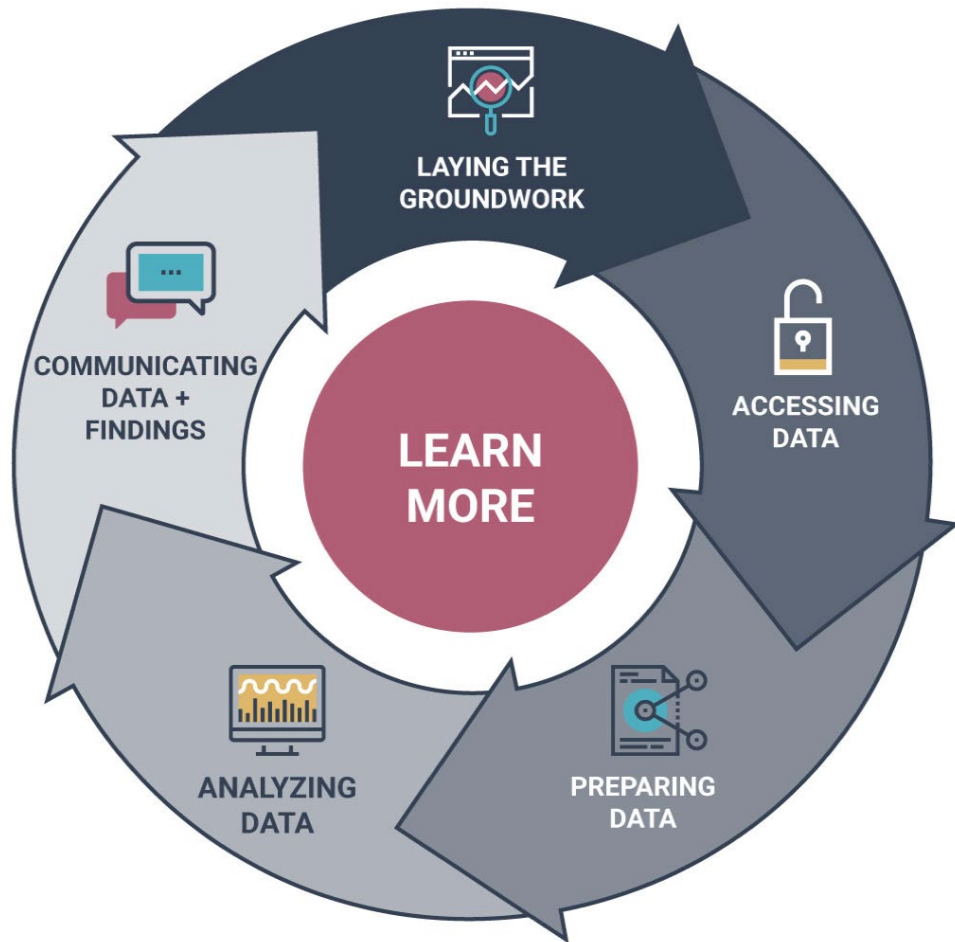 LAYING THE
GROUNDWORK
ACCESSING
DATA
PREPARING
DATA
ANALYZING
DATA
COMMUNICATING
DATA +
FINDINGS
LEARN
MORE